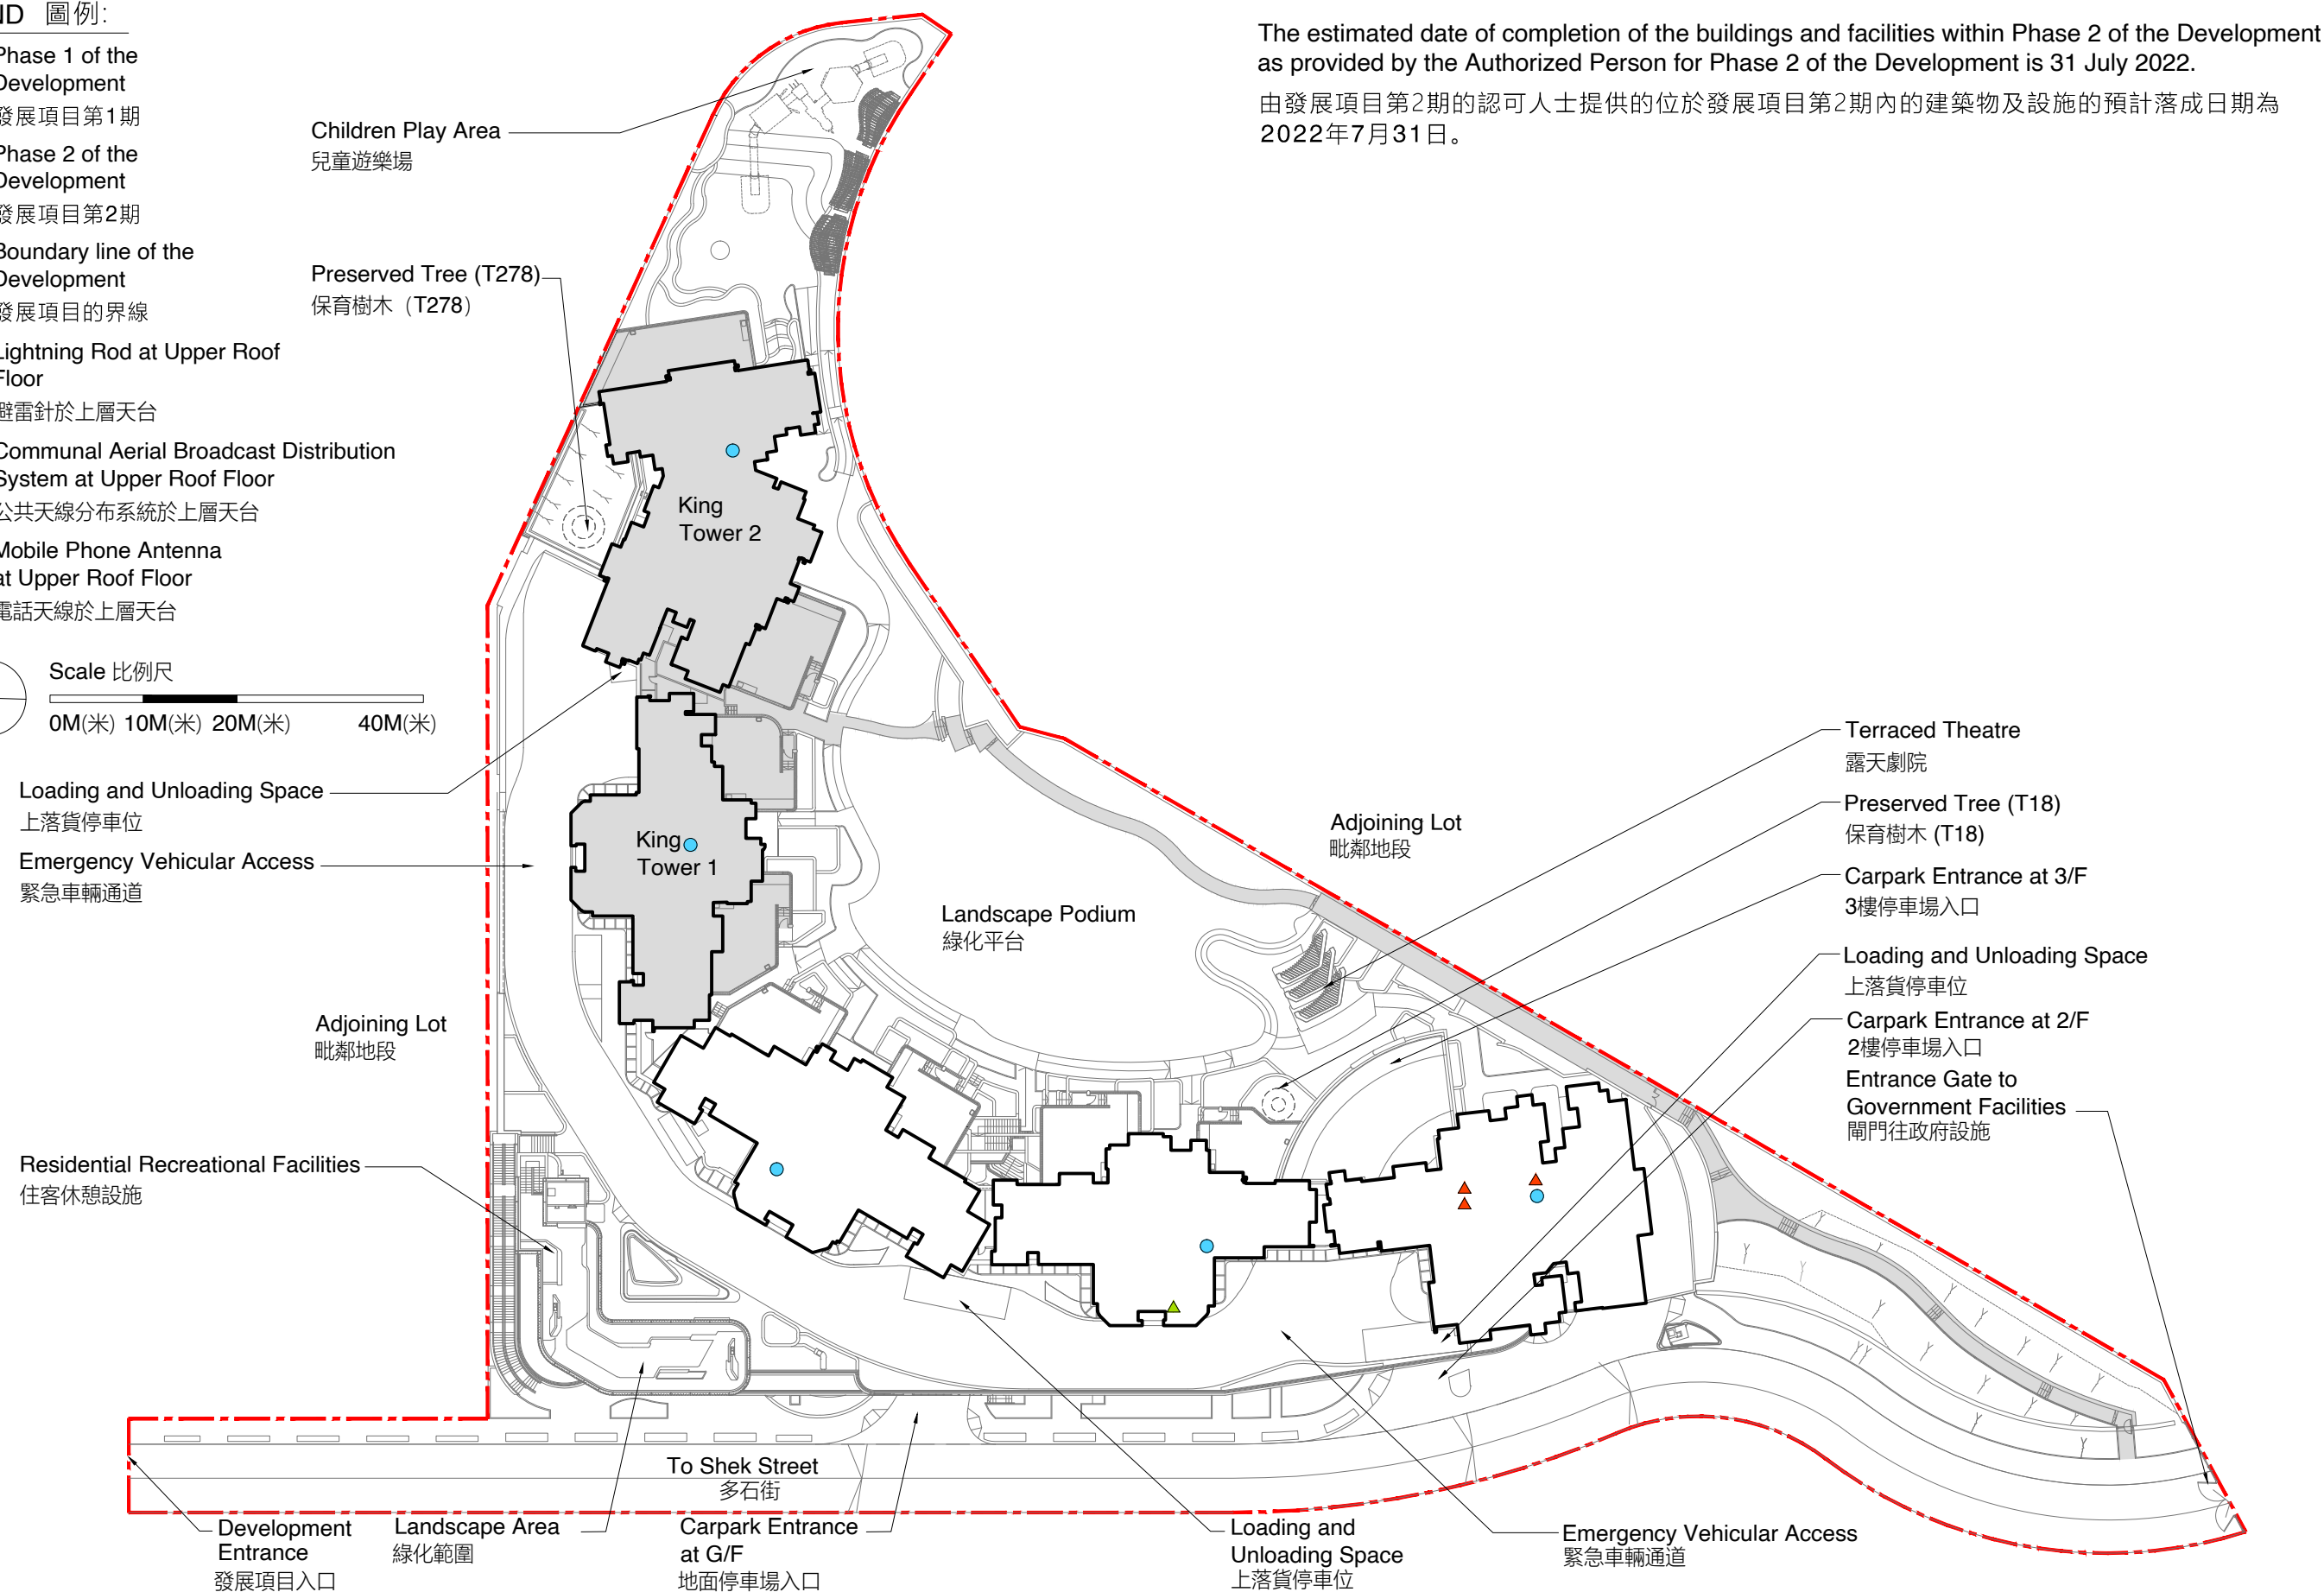 圖例:
Phase 1 of the
Development
發展項目第1期
Phase 2 of the
Development
發展項目第2期
Boundary line of the
Development
發展項目的界線
Lightning Rod at Upper Roof
Floor
避雷針於上層天台
Communal Aerial Broadcast Distribution
System at Upper Roof Floor
公共天線分布系統於上層天台
Mobile Phone Antenna
at Upper Roof Floor
電話天線於上層天台
Scale 比例尺
0M(米) 10M(米) 20M(米) 40M(米)
The estimated date of completion of the buildings and facilities within Phase 2 of the Development
as provided by the Authorized Person for Phase 2 of the Development is 31 July 2022.
由發展項目第2期的認可人士提供的位於發展項目第2期內的建築物及設施的預計落成日期為
2022年7月31日。
Children Play Area
兒童遊樂場
Preserved Tree (T278)
保育樹木 (T278)
King
Tower 2
Loading and Unloading Space
上落貨停車位
Emergency Vehicular Access
緊急車輛通道
King
Tower 1
Landscape Podium
綠化平台
Adjoining Lot
毗鄰地段
Terraced Theatre
露天劇院
Preserved Tree (T18)
保育樹木 (T18)
Carpark Entrance at 3/F
3樓停車場入口
Loading and Unloading Space
上落貨停車位
Carpark Entrance at 2/F
2樓停車場入口
Entrance Gate to
Government Facilities
閘門往政府設施
Adjoining Lot
毗鄰地段
Residential Recreational Facilities
住客休憩設施
To Shek Street
多石街
Development
Entrance
發展項目入口
Landscape Area
綠化範圍
Carpark Entrance
at G/F
地面停車場入口
Loading and
Unloading Space
上落貨停車位
Emergency Vehicular Access
緊急車輛通道